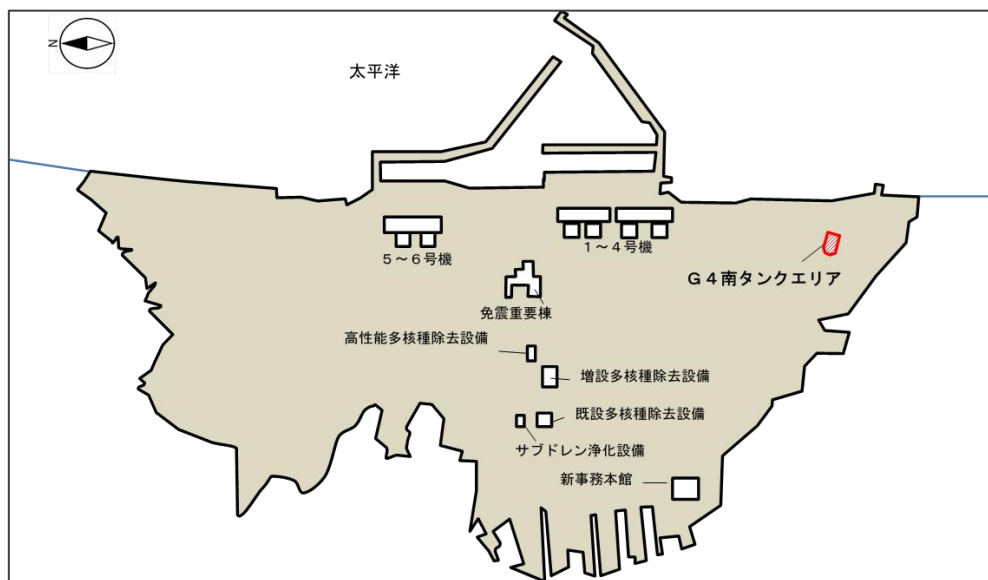 N
太平洋
５～６号機
１～４号機
Ｇ４南タンクエリア
免震重要棟
高性能多核種除去設備
増設多核種除去設備
既設多核種除去設備
サブドレン浄化設備
新事務本館